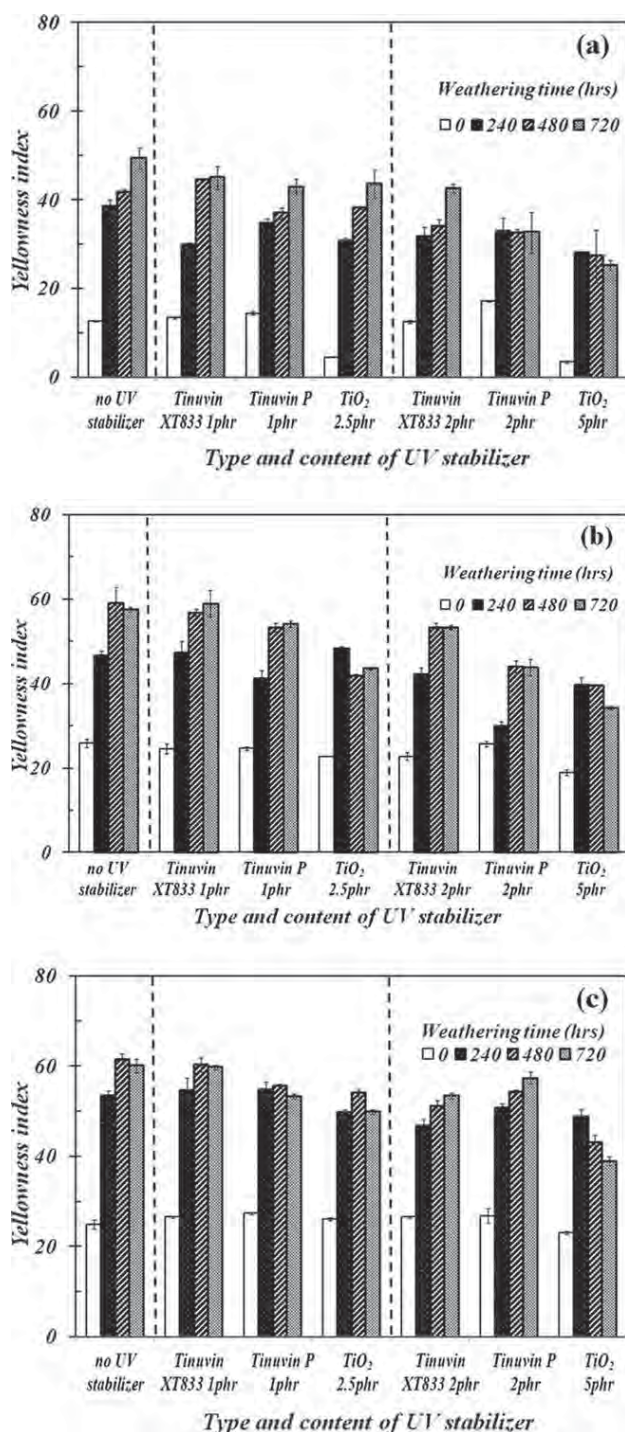 (a)
Weathering time (hrs)
0 240 480 720
80
60
40
20
0
Yellowness index
no UV Tinuvin Tinuvin P TiO2 Tinuvin Tinuvin P TiO2
stabilizer XT833 1phr 1phr 2.5phr XT833 2phr 2phr 5phr
Type and content of UV stabilizer
(b)
Weathering time (hrs)
0 240 480 720
80
60
40
20
0
Yellowness index
no UV Tinuvin Tinuvin P TiO2 Tinuvin Tinuvin P TiO2
stabilizer XT833 1phr 1phr 2.5phr XT833 2phr 2phr 5phr
Type and content of UV stabilizer
(c)
Weathering time (hrs)
0 240 480 720
80
60
40
20
0
Yellowness index
no UV Tinuvin Tinuvin P TiO2 Tinuvin Tinuvin P TiO2
stabilizer XT833 1phr 1phr 2.5phr XT833 2phr 2phr 5phr
Type and content of UV stabilizer